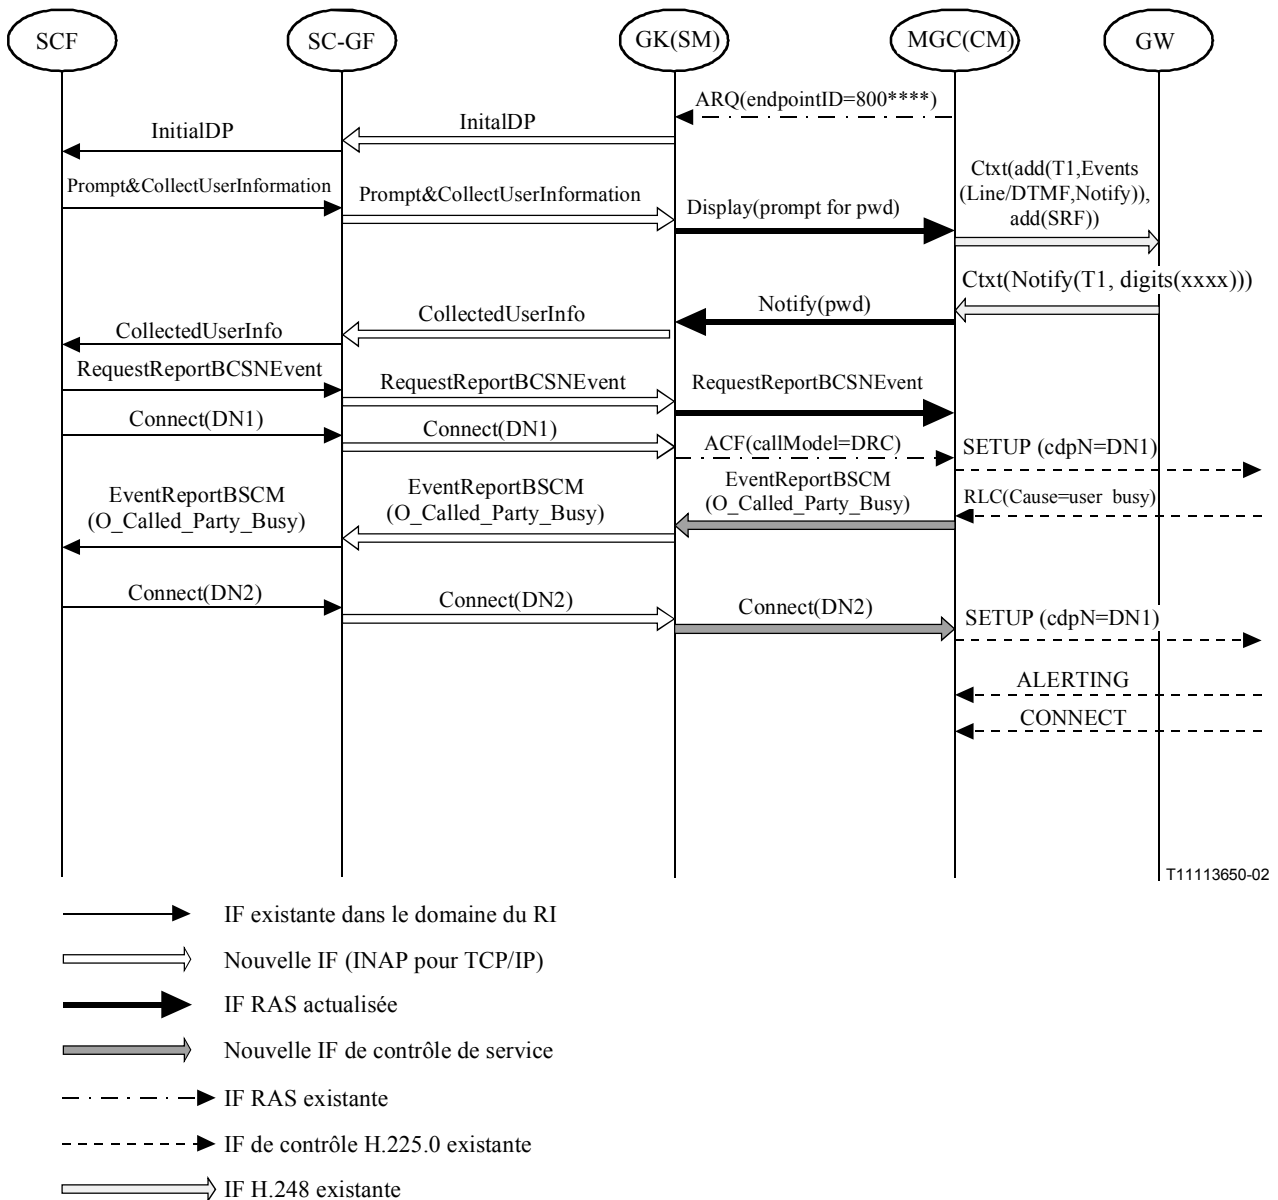 SCF
SC-GF
GK(SM)
MGC(CM)
GW
ARQ(endpointID=800****)
InitialDP
InitalDP
Prompt&CollectUserInformation
Prompt&CollectUserInformation
Display(prompt for pwd)
Ctxt(add(T1,Events
(Line/DTMF,Notify)),
add(SRF))
Ctxt(Notify(T1, digits(xxxx)))
Notify(pwd)
CollectedUserInfo
CollectedUserInfo
RequestReportBCSNEvent
RequestReportBCSNEvent
RequestReportBCSNEvent
Connect(DN1)
Connect(DN1)
ACF(callModel=DRC)
SETUP (cdpN=DN1)
EventReportBSCM
(O_Called_Party_Busy)
EventReportBSCM
(O_Called_Party_Busy)
EventReportBSCM
(O_Called_Party_Busy)
RLC(Cause=user busy)
Connect(DN2)
Connect(DN2)
Connect(DN2)
SETUP (cdpN=DN1)
ALERTING
CONNECT
T11113650-02
IF existante dans le domaine du RI
Nouvelle IF (INAP pour TCP/IP)
IF RAS actualisée
Nouvelle IF de contrôle de service
IF RAS existante
IF de contrôle H.225.0 existante
IF H.248 existante